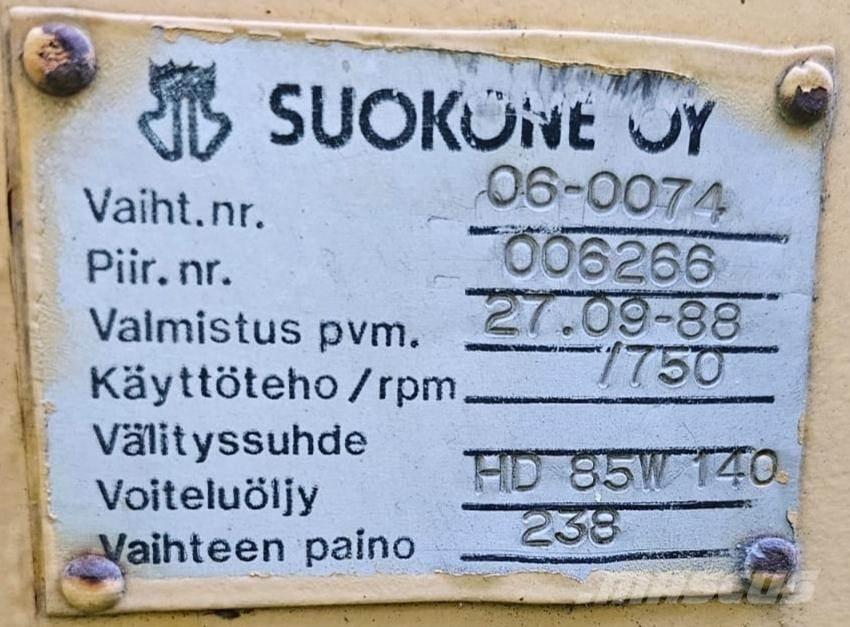 SUOKONE OY
Vaiht.nr. 06-0074
Piir.nr. 006266
Valmistus pvm. 27.09-88
Käyttöteho/rpm /750
Välityssuhde
Voiteluöljy HD 85W 140
Vaihteen paino 238
MASCUS